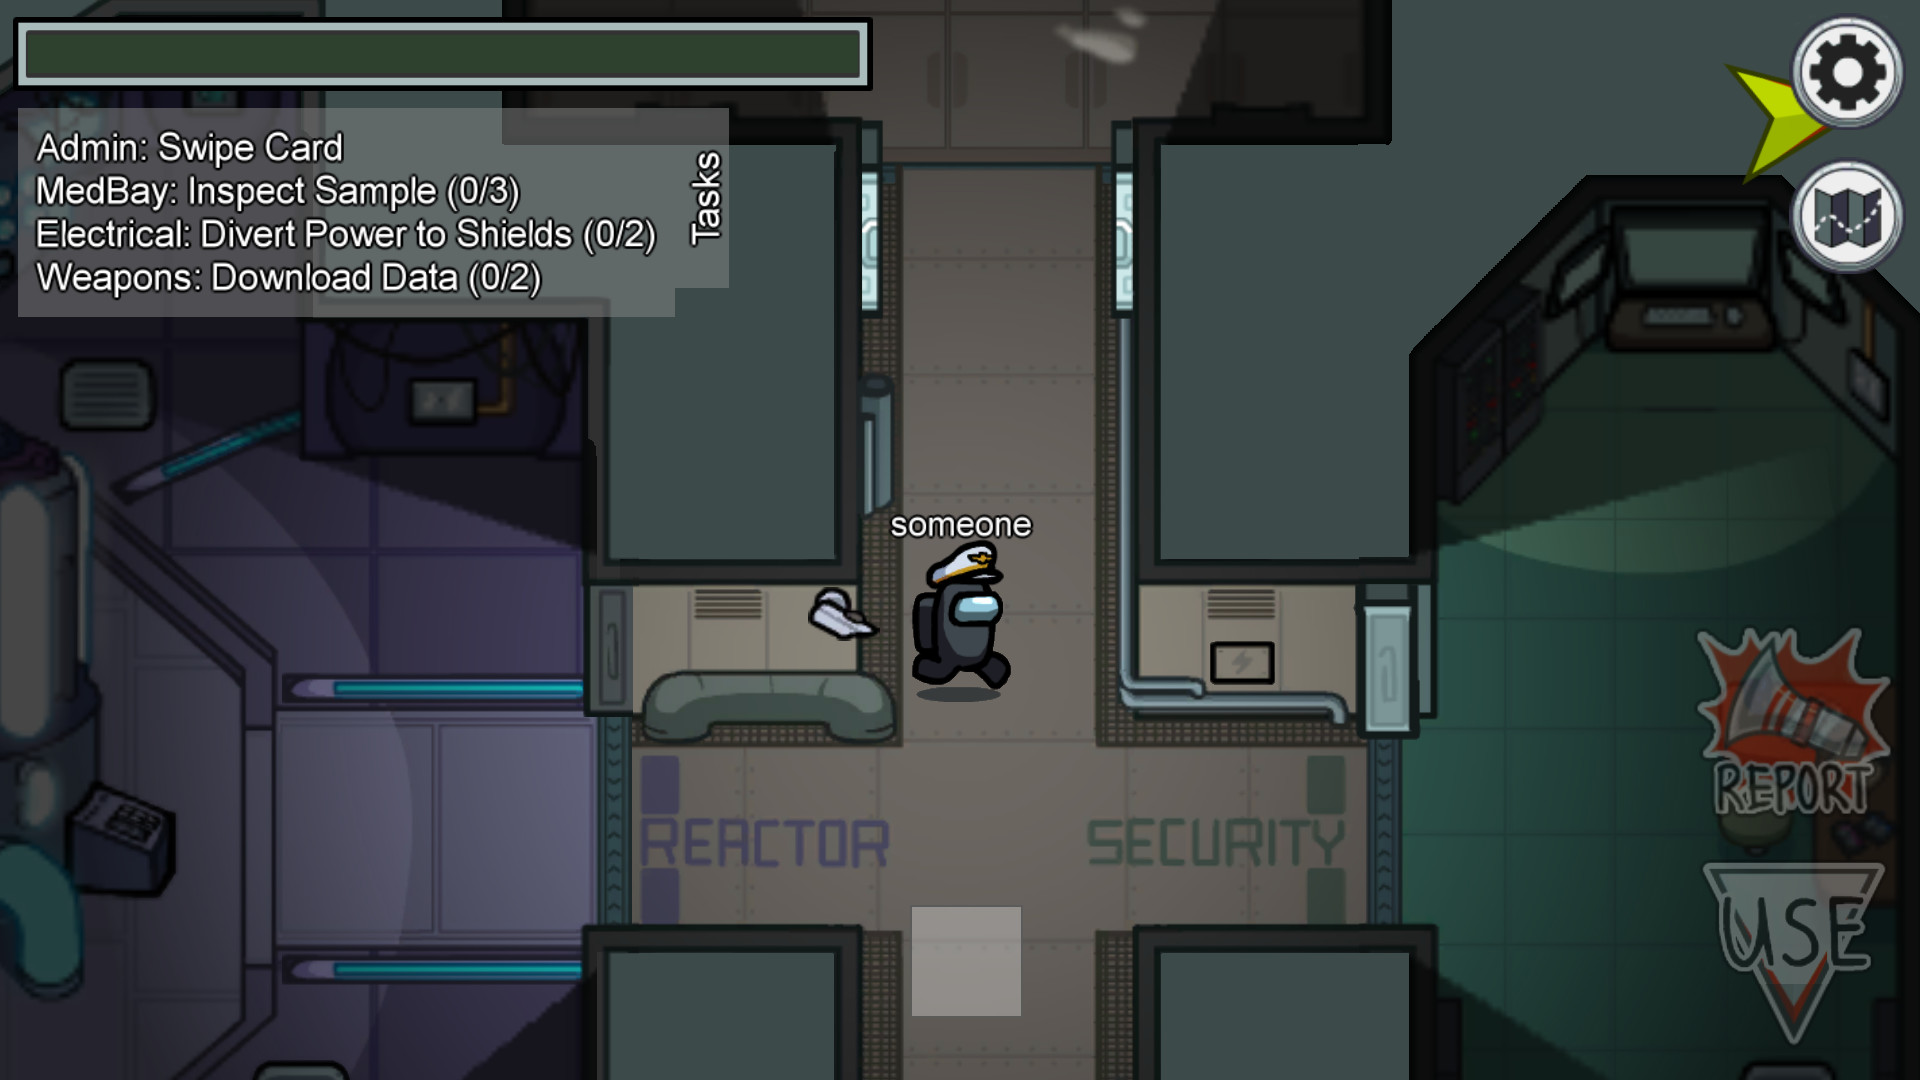 Admin: Swipe Card
MedBay: Inspect Sample (0/3)
Electrical: Divert Power to Shields (0/2)
Weapons: Download Data (0/2)
Tasks
someone
REACTOR
SECURITY
REPORT
USE